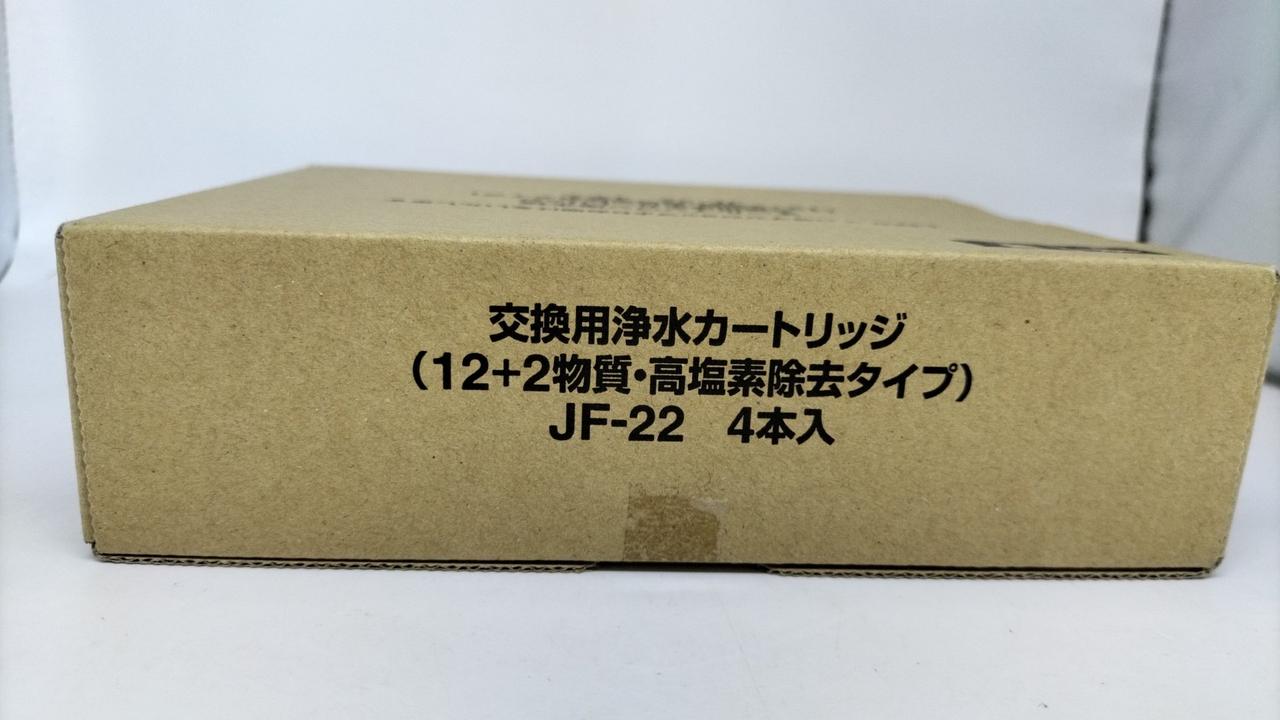 交換用浄水カートリッジ
（12+2物質・高塩素除去タイプ）
JF-22　4本入